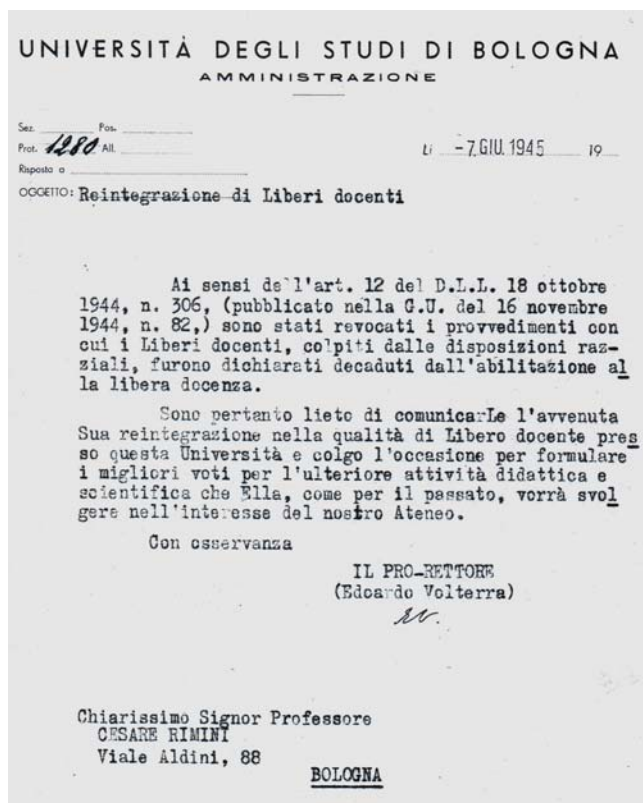 UNIVERSITÀ DEGLI STUDI DI BOLOGNA
AMMINISTRAZIONE
Sez. Pos.
Prot. 1280 All.
Li -7. GIU. 1945 19
Risposta a
OGGETTO: Reintegrazione di Liberi docenti
Ai sensi dell'art. 12 del D.L.L. 18 ottobre
1944, n. 306, (pubblicato nella G.U. del 16 novembre
1944, n. 82,) sono stati revocati i provvedimenti con
cui i Liberi docenti, colpiti dalle disposizioni raz-
ziali, furono dichiarati decaduti dall'abilitazione al
la libera docenza.
Sono pertanto lieto di comunicarLe l'avvenuta
Sua reintegrazione nella qualità di Libero docente pres
so questa Università e colgo l'occasione per formulare
i migliori voti per l'ulteriore attività didattica e
scientifica che Ella, come per il passato, vorrà svol
gere nell'interesse del nostro Ateneo.
Con osservanza
IL PRO-RETTORE
(Edoardo Volterra)
EV.
Chiarissimo Signor Professore
CESARE RIMINI
Viale Aldini, 88
BOLOGNA